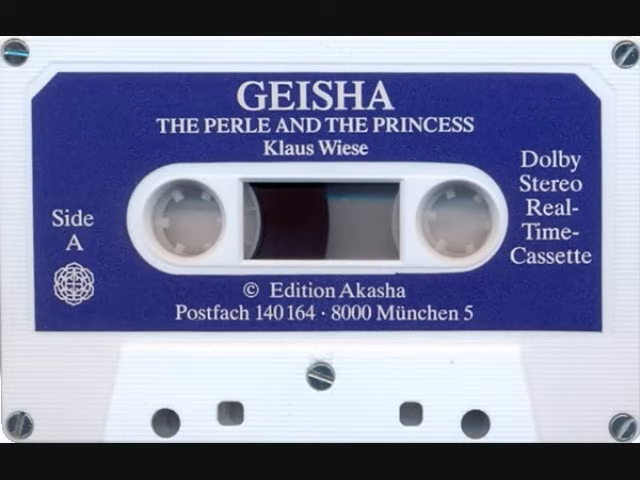 GEISHA
THE PERLE AND THE PRINCESS
Klaus Wiese
Side
A
Dolby
Stereo
Real-
Time-
Cassette
© Edition Akasha
Postfach 140 164 · 8000 München 5